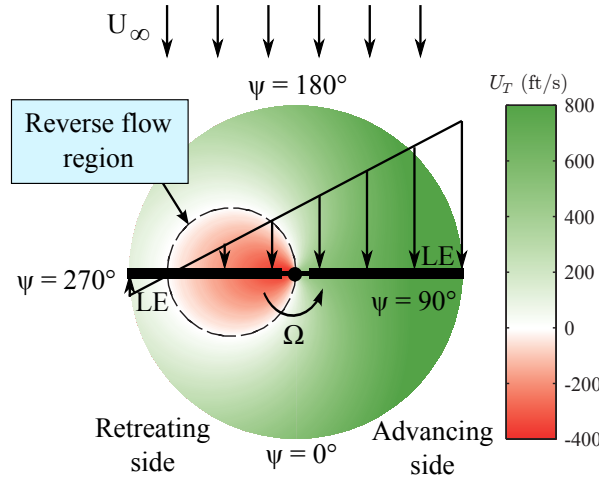 U∞
ψ = 180°
U_T (ft/s)
Reverse flow
region
800
600
400
200
0
-200
-400
LE
ψ = 270°
LE
ψ = 90°
Ω
Retreating
side
ψ = 0°
Advancing
side